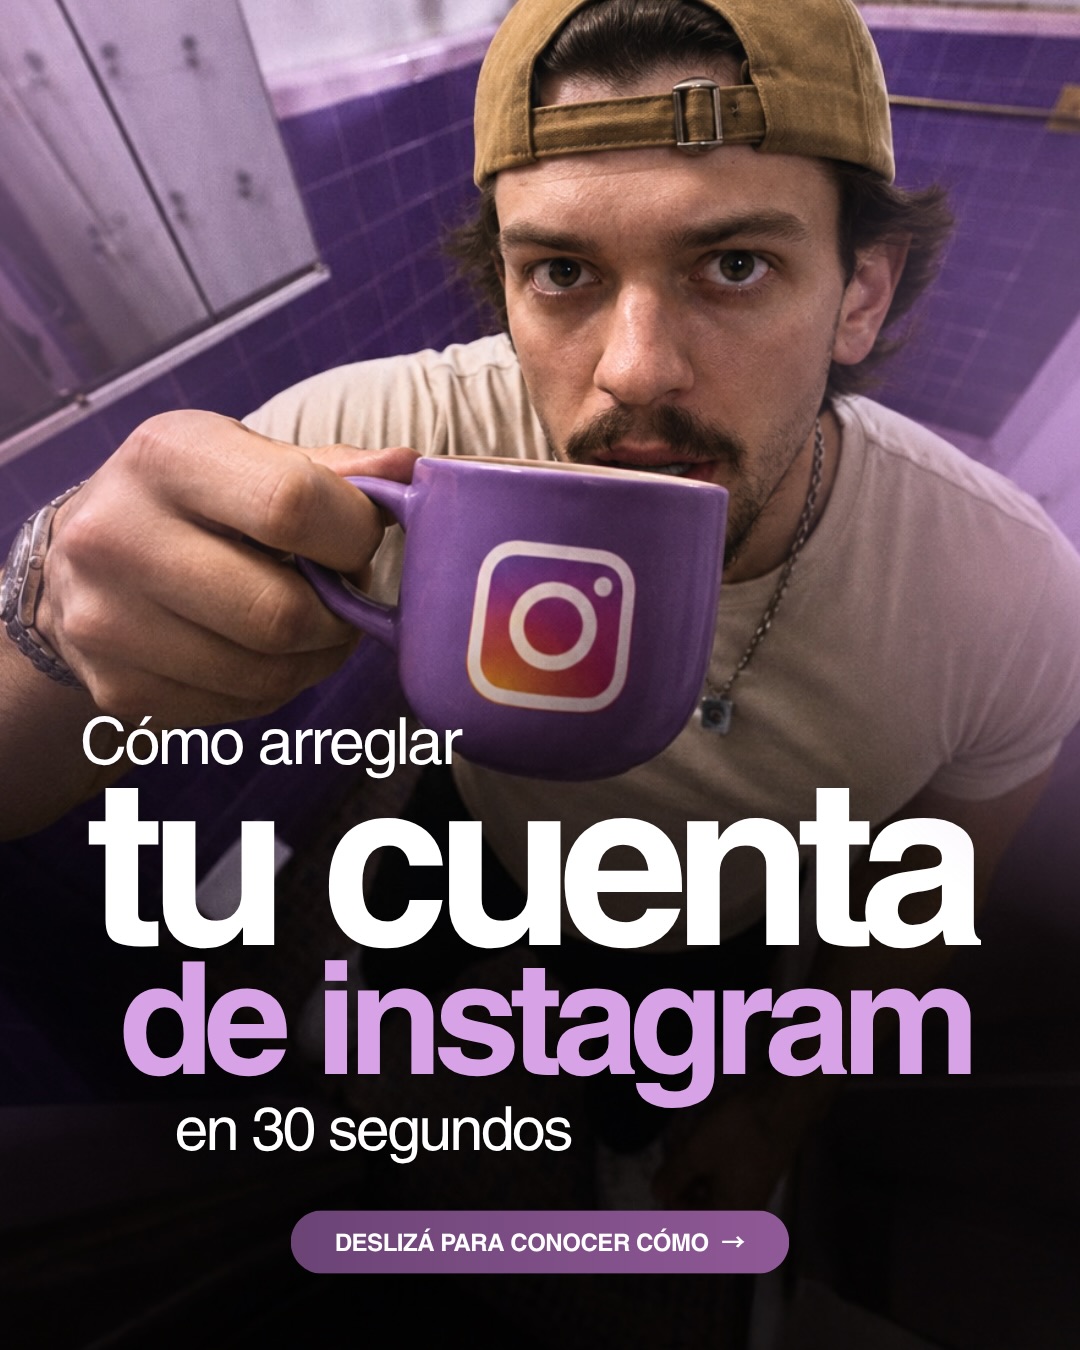 Cómo arreglar
tu cuenta
de instagram
en 30 segundos
DESLIZÁ PARA CONOCER CÓMO →